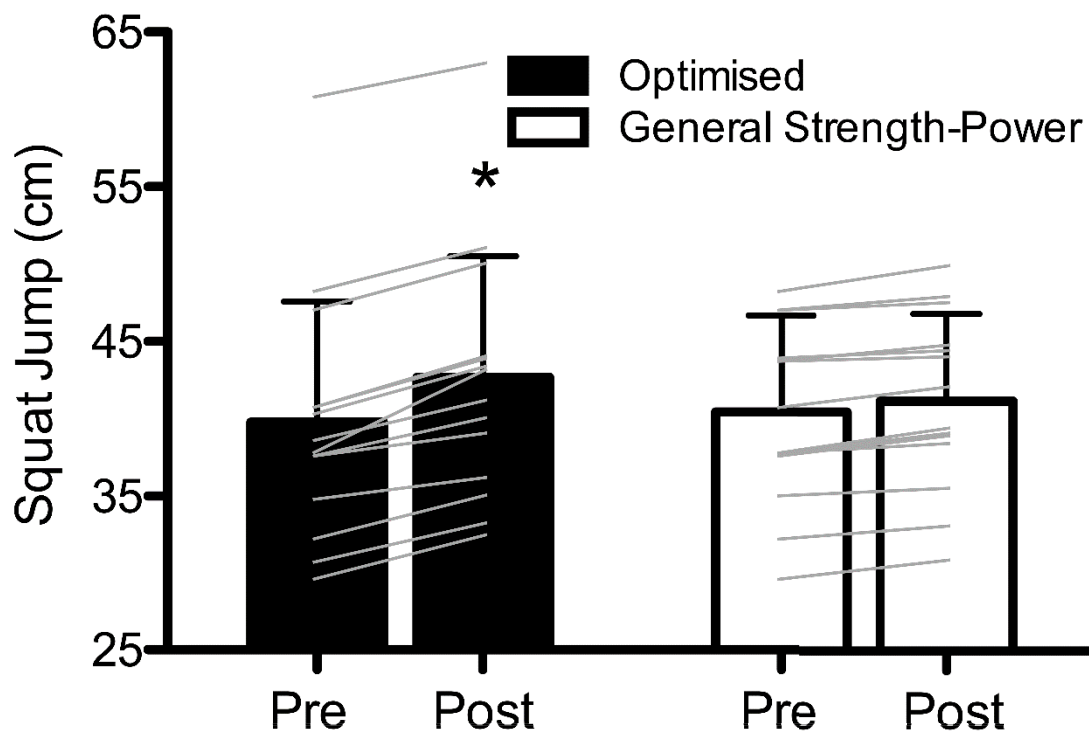 65
55
45
35
25
Squat Jump (cm)
Optimised
General Strength-Power
*
Pre
Post
Pre
Post